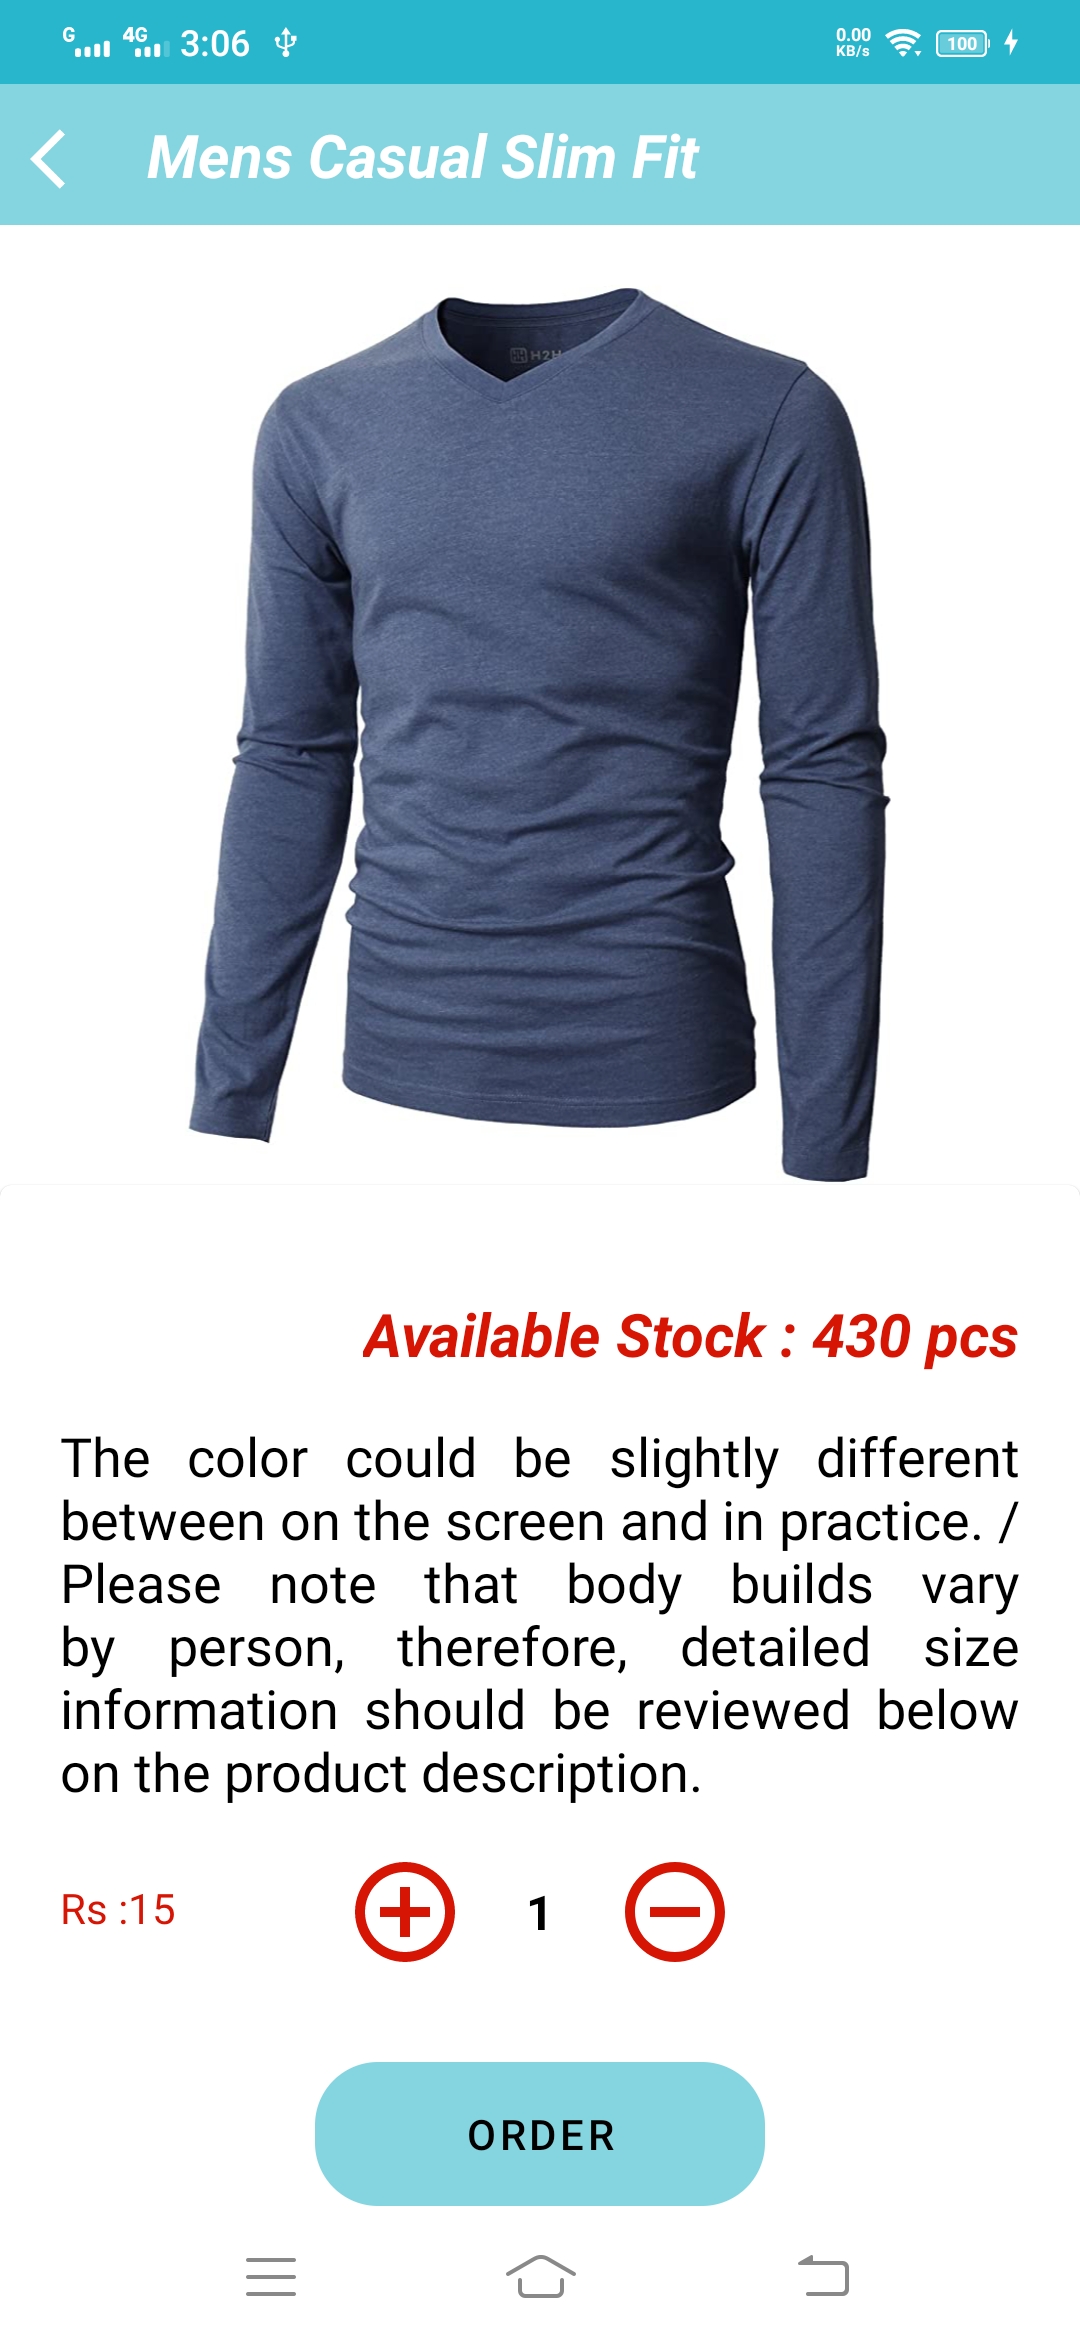 G 4G 3:06 0.00 KB/s 100
Mens Casual Slim Fit
H2H
Available Stock : 430 pcs
The color could be slightly different
between on the screen and in practice. /
Please note that body builds vary
by person, therefore, detailed size
information should be reviewed below
on the product description.
Rs :15 1
ORDER